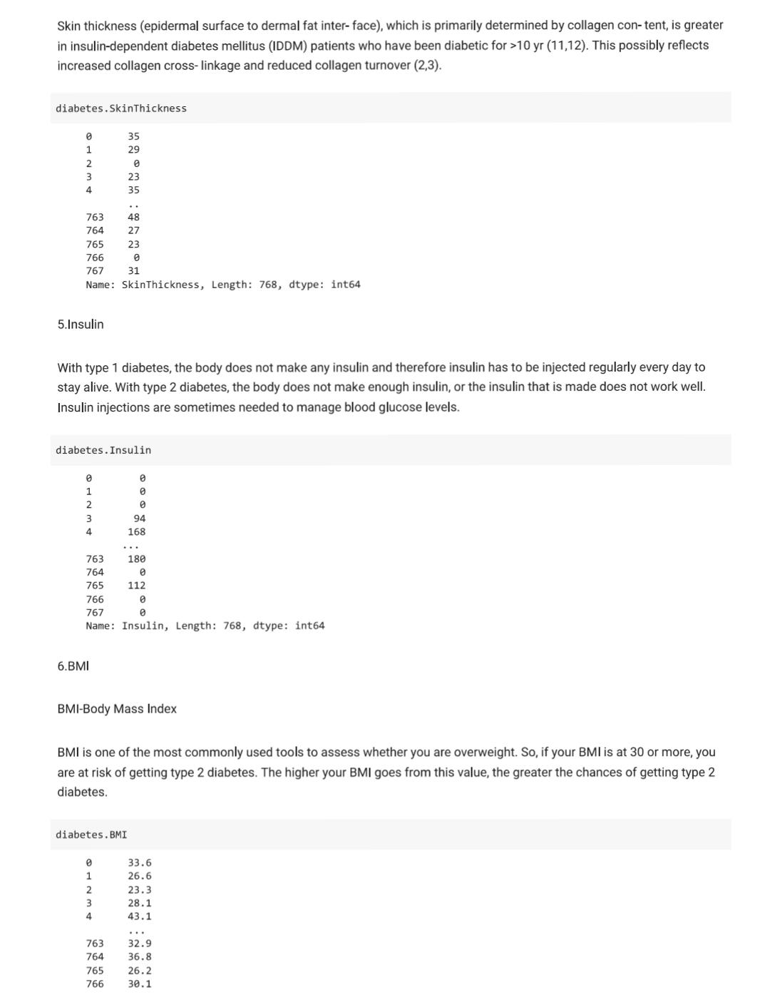 Skin thickness (epidermal surface to dermal fat inter- face), which is primarily determined by collagen con- tent, is greater
in insulin-dependent diabetes mellitus (IDDM) patients who have been diabetic for >10 yr (11,12). This possibly reflects
increased collagen cross- linkage and reduced collagen turnover (2,3).
diabetes.SkinThickness
0 35
1 29
2 0
3 23
4 35
..
763 48
764 27
765 23
766 0
767 31
Name: SkinThickness, Length: 768, dtype: int64
5.Insulin
With type 1 diabetes, the body does not make any insulin and therefore insulin has to be injected regularly every day to
stay alive. With type 2 diabetes, the body does not make enough insulin, or the insulin that is made does not work well.
Insulin injections are sometimes needed to manage blood glucose levels.
diabetes.Insulin
0 0
1 0
2 0
3 94
4 168
...
763 180
764 0
765 112
766 0
767 0
Name: Insulin, Length: 768, dtype: int64
6.BMI
BMI-Body Mass Index
BMI is one of the most commonly used tools to assess whether you are overweight. So, if your BMI is at 30 or more, you
are at risk of getting type 2 diabetes. The higher your BMI goes from this value, the greater the chances of getting type 2
diabetes.
diabetes.BMI
0 33.6
1 26.6
2 23.3
3 28.1
4 43.1
...
763 32.9
764 36.8
765 26.2
766 30.1